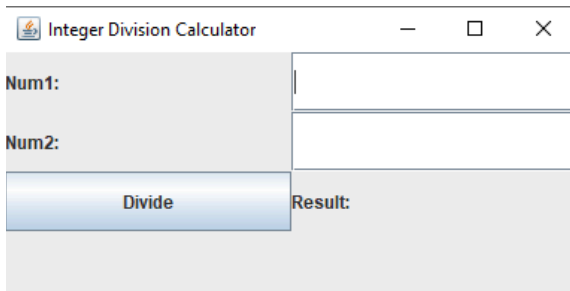 Integer Division Calculator
Num1:
Num2:
Divide Result: